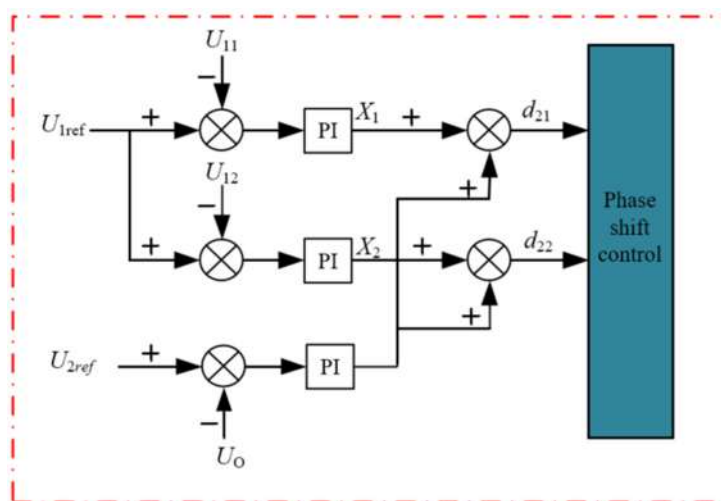 U11
−
U1ref + PI X1 + d21
U12
− +
+ PI X2 + d22
Phase
shift
control
+
U2ref + PI
−
UO